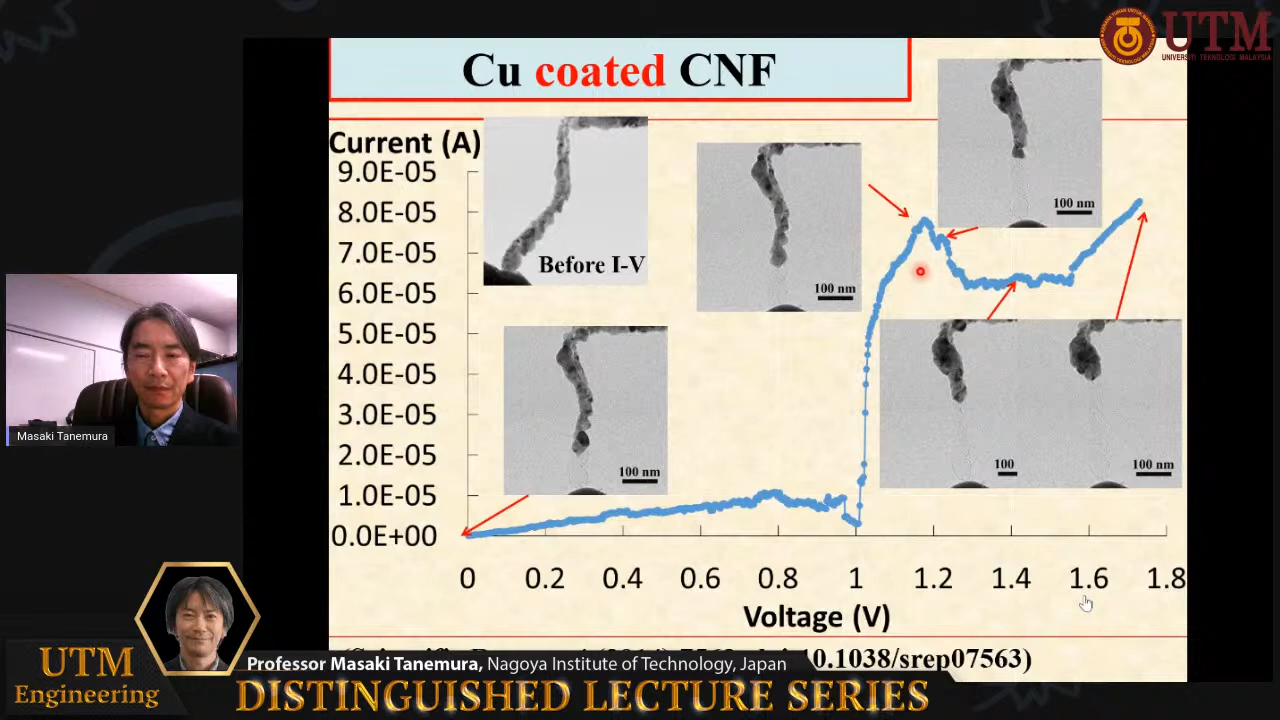 UTM
UNIVERSITI TEKNOLOGI MALAYSIA
Cu coated CNF
Current (A)
9.0E-05
8.0E-05
7.0E-05
6.0E-05
5.0E-05
4.0E-05
3.0E-05
2.0E-05
1.0E-05
0.0E+00
Before I-V
100 nm
100 nm
100 nm
100
100 nm
0 0.2 0.4 0.6 0.8 1 1.2 1.4 1.6 1.8
Voltage (V)
10.1038/srep07563)
Masaki Tanemura
Professor Masaki Tanemura, Nagoya Institute of Technology, Japan
UTM
Engineering
DISTINGUISHED LECTURE SERIES